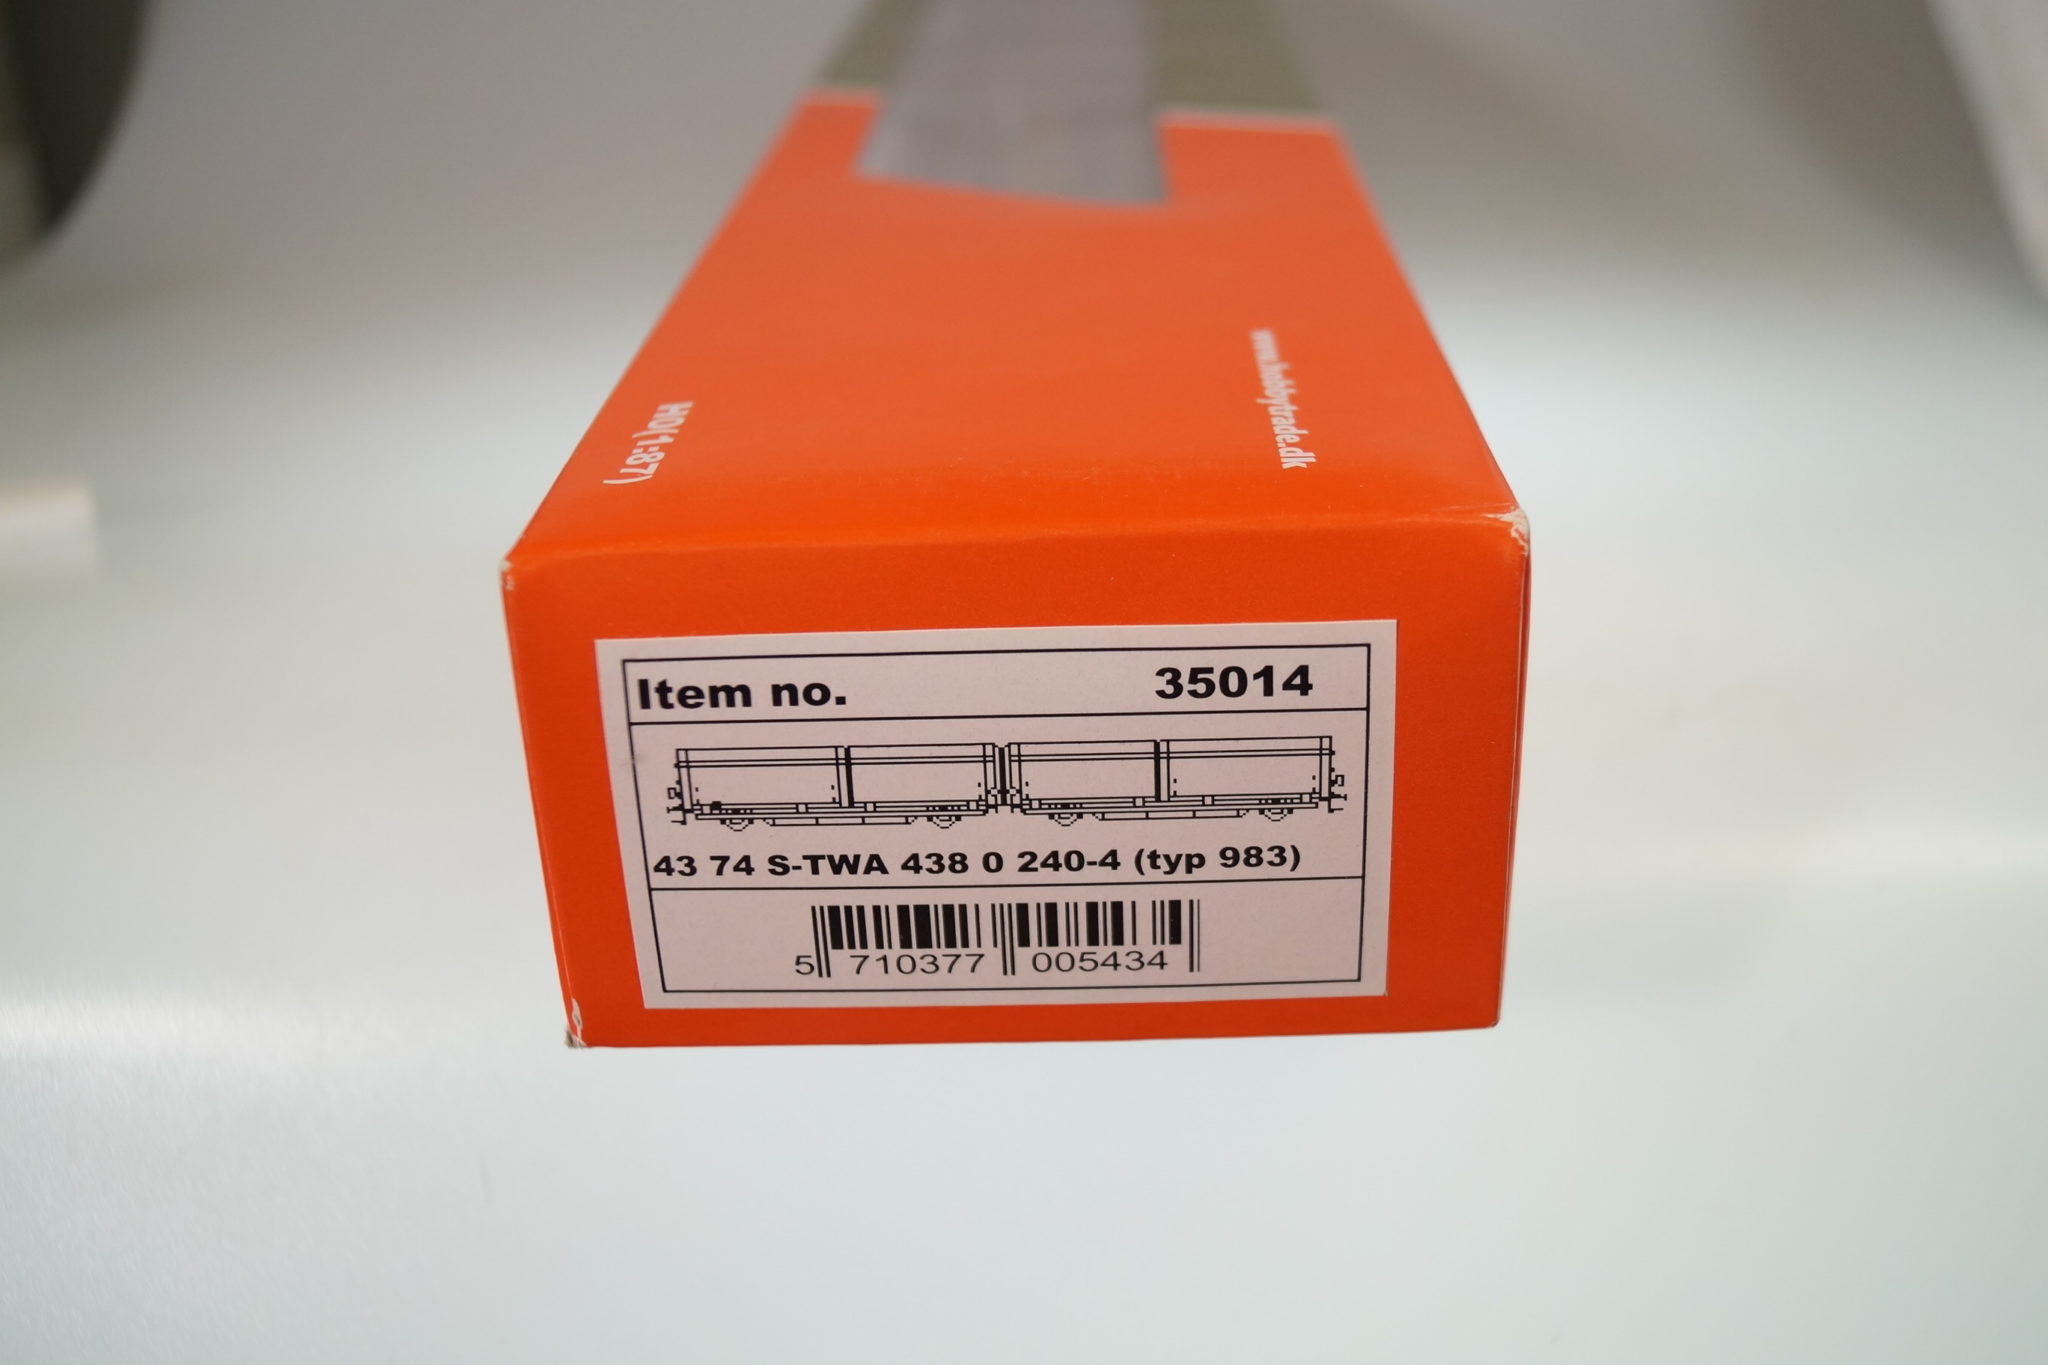 H0(1:87)
www.hobbytrade.dk
Item no. 35014
43 74 S-TWA 438 0 240-4 (typ 983)
5 710377 005434